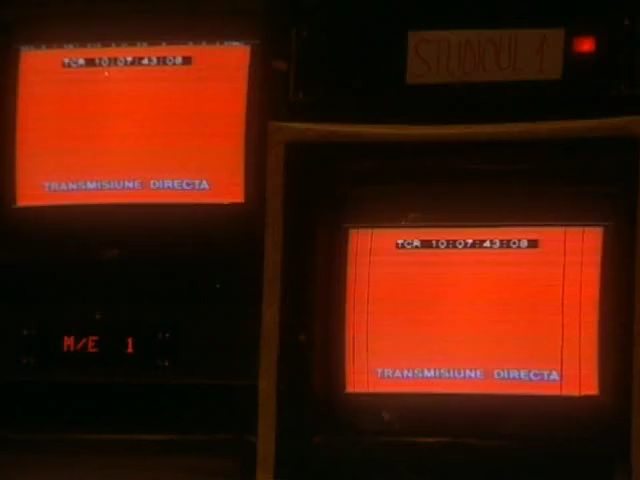 TCR 10:07:43:08
TRANSMISIUNE DIRECTA
STUDIOUL 1
TCR 10:07:43:08
TRANSMISIUNE DIRECTA
M/E 1